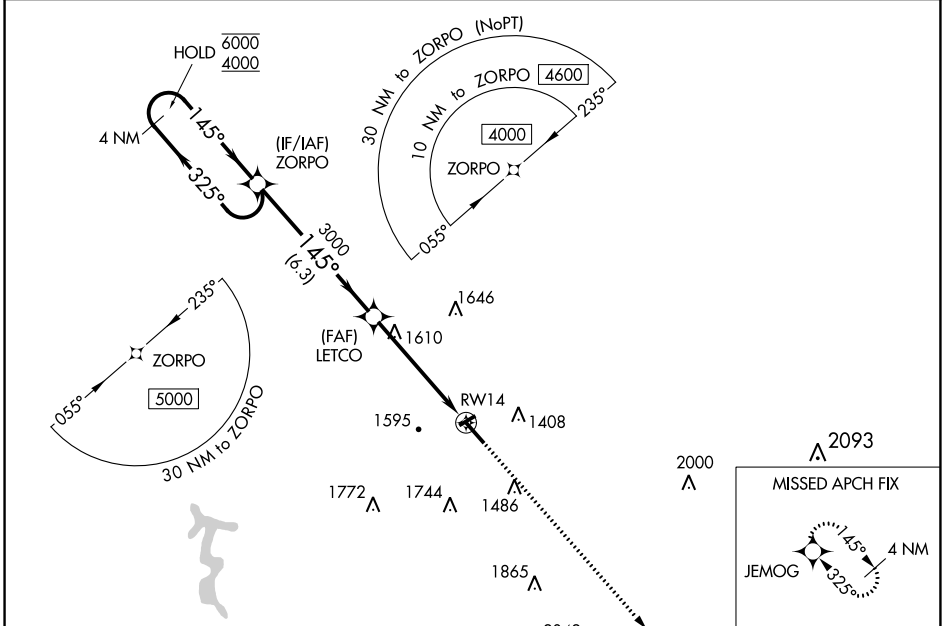 HOLD 6000
4000
4 NM
145°
325°
(IF/IAF)
ZORPO
30 NM to ZORPO (NoPT)
10 NM to ZORPO 4600
4000
ZORPO
235°
055°
3000
145°
(6.3)
235°
ZORPO
5000
055°
30 NM to ZORPO
(FAF)
LETCO
1646
1610
RW14
1595
1408
2093
2000
1772
1744
1486
1865
MISSED APCH FIX
JEMOG
145°
325°
4 NM